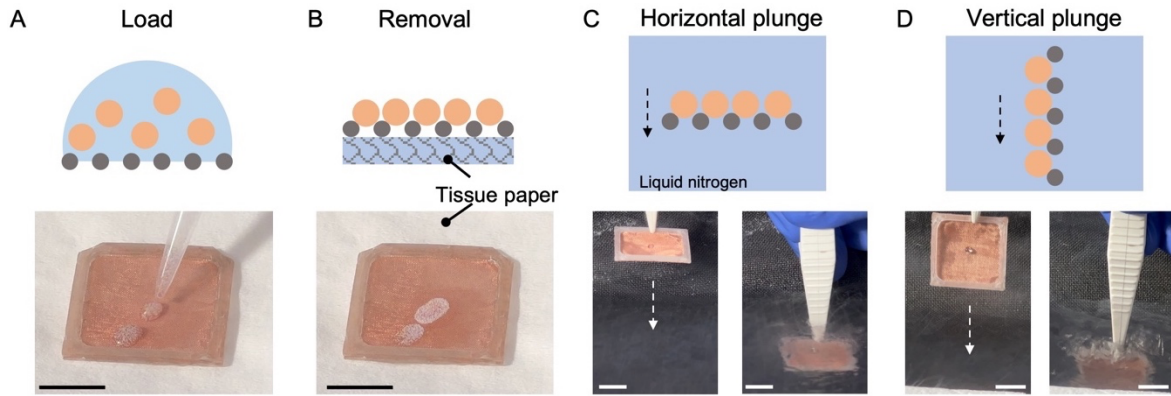 A
Load
B
Removal
C
Horizontal plunge
D
Vertical plunge
Tissue paper
Liquid nitrogen